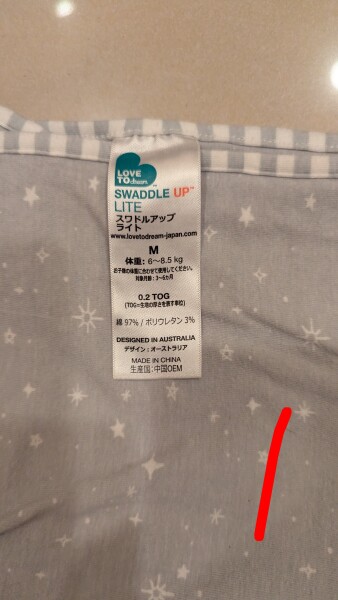 LOVE
TO dream™
SWADDLE UP™
LITE
スワドルアップ
ライト
www.lovetodream-japan.com
M
体重: 6〜8.5 kg
お子様の体重に合わせて使用してください。
対象月齢：3〜6カ月
0.2 TOG
(TOG=生地の厚さを表す単位)
綿 97% / ポリウレタン 3%
DESIGNED IN AUSTRALIA
デザイン：オーストラリア
MADE IN CHINA
生産国：中国OEM